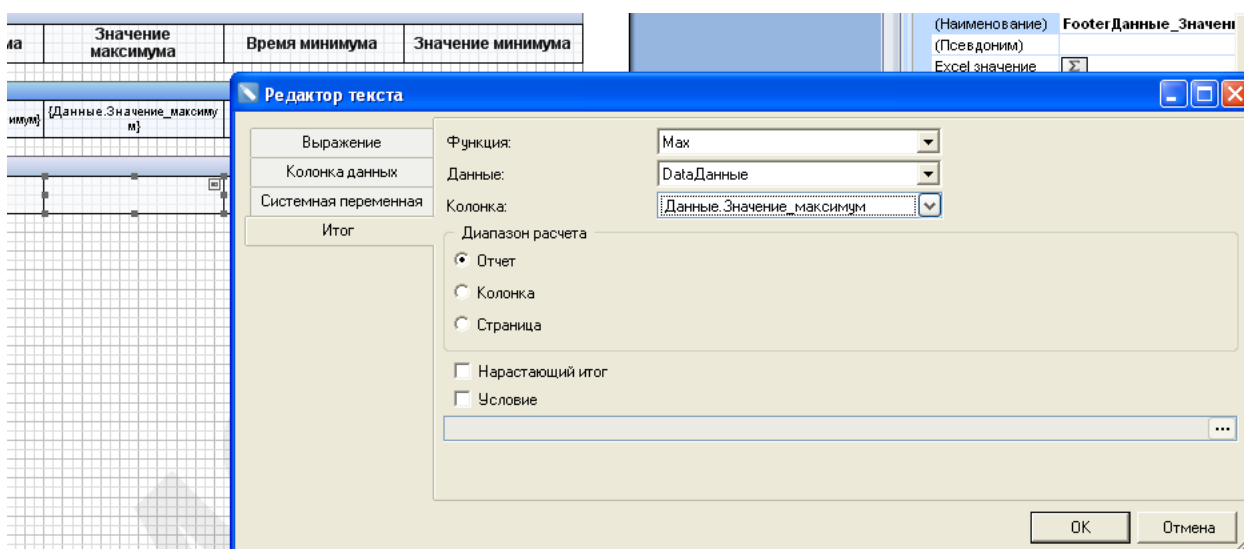 (Наименование) FooterДанные_Значени
(Псевдоним)
Excel значение Σ
ма
Значение
максимума
Время минимума
Значение минимума
имум}
{Данные.Значение_максиму
м}
Редактор текста
Выражение
Колонка данных
Системная переменная
Итог
Функция: Max
Данные: DataДанные
Колонка: Данные.Значение_максимум
Диапазон расчета
Отчет
Колонка
Страница
Нарастающий итог
Условие
...
OK
Отмена